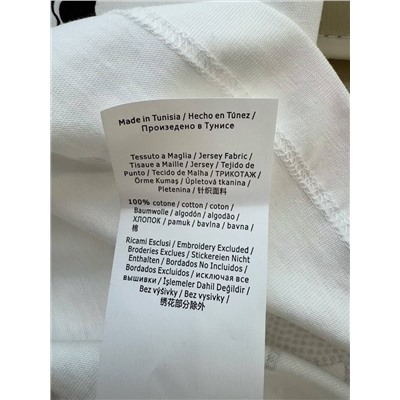 Made in Tunisia / Hecho en Túnez /
Произедено в Тунисе
Tessuto a Maglia / Jersey Fabric /
Tisaue a Maille / Jersey / Tejido de
Punto / Tecido de Malha / ТРИКОТАЖ /
Örme Kumaş / Úpletová tkanina /
Pletenina / 针织面料
100% cotone / cotton / coton /
Baumwolle / algodón / algodão /
ХЛОПОК / pamuk / bavlna / bavna /
棉
Ricami Esclusi / Embroidery Excluded /
Broderies Exclues / Stickereien Nicht
Enthalten / Bordados No Incluidos /
Bordados Excluidos / исключая все
вышивки / İşlemeler Dahil Değildir /
Bez výšivky / Bez vysivky /
绣花部分除外